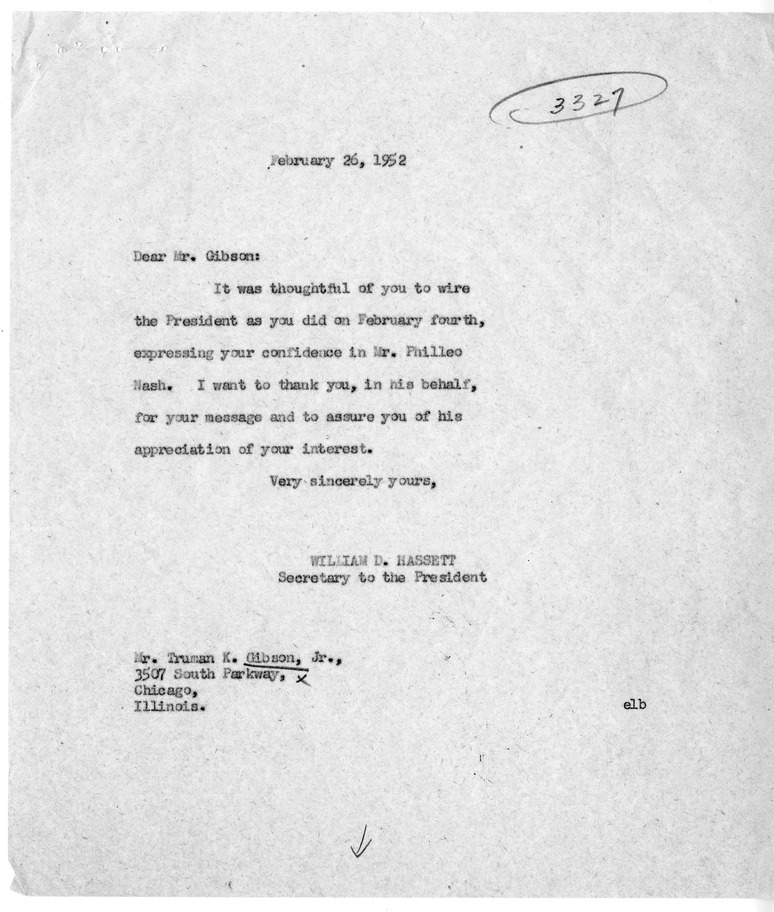 3327
February 26, 1952
Dear Mr. Gibson:
It was thoughtful of you to wire
the President as you did on February fourth,
expressing your confidence in Mr. Philleo
Nash. I want to thank you, in his behalf,
for your message and to assure you of his
appreciation of your interest.
Very sincerely yours,
WILLIAM D. HASSETT
Secretary to the President
Mr. Truman K. Gibson, Jr.,
3507 South Parkway, x
Chicago,
Illinois.
elb